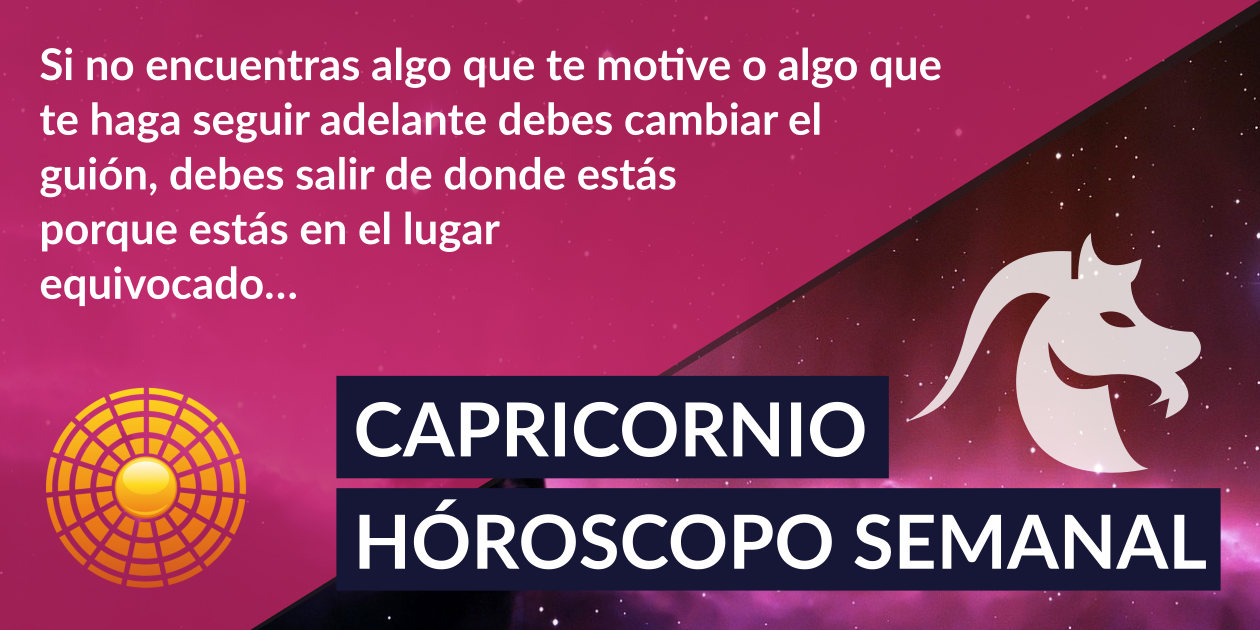 Si no encuentras algo que te motive o algo que
te haga seguir adelante debes cambiar el
guión, debes salir de donde estás
porque estás en el lugar
equivocado...
CAPRICORNIO
HÓROSCOPO SEMANAL